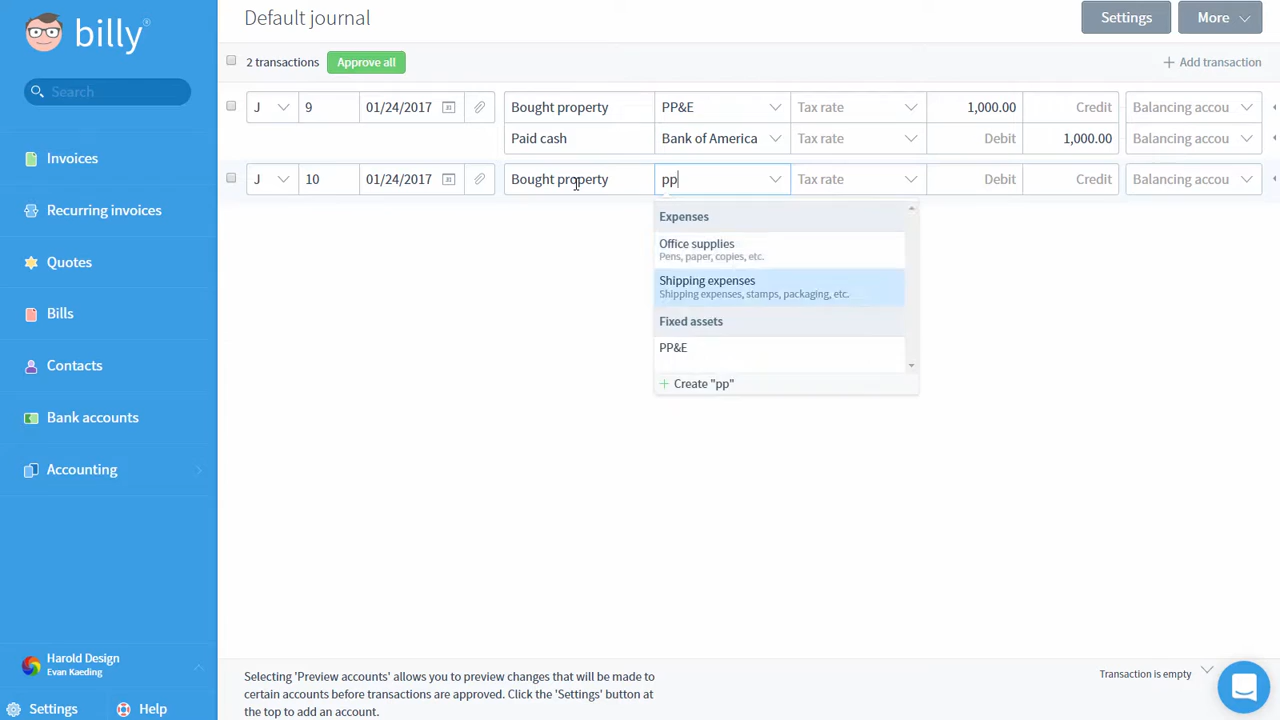 billy
Default journal
Settings
More
Search
2 transactions
Approve all
+ Add transaction
J
9
01/24/2017
31
Bought property
PP&E
Tax rate
1,000.00
Credit
Balancing accou
Paid cash
Bank of America
Tax rate
Debit
1,000.00
Balancing accou
J
10
01/24/2017
31
Bought property
pp
Tax rate
Debit
Credit
Balancing accou
Expenses
Office supplies
Pens, paper, copies, etc.
Shipping expenses
Shipping expenses, stamps, packaging, etc.
Fixed assets
PP&E
+ Create "pp"
Invoices
Recurring invoices
Quotes
Bills
Contacts
Bank accounts
Accounting
Harold Design
Evan Kaeding
Settings
Help
Selecting 'Preview accounts' allows you to preview changes that will be made to
certain accounts before transactions are approved. Click the 'Settings' button at
the top to add an account.
Transaction is empty